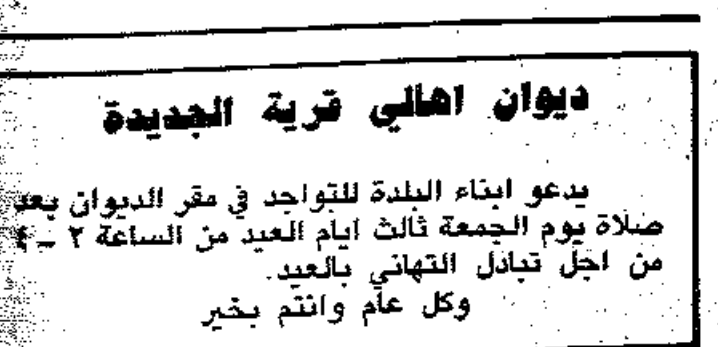 ديوان اهالي قرية الجديدة
يدعو ابناء البلدة للتواجد في مقر الديوان بعد
صلاة يوم الجمعة ثالث ايام العيد من الساعة ٢ - ٤
من اجل تبادل التهاني بالعيد.
وكل عام وانتم بخير